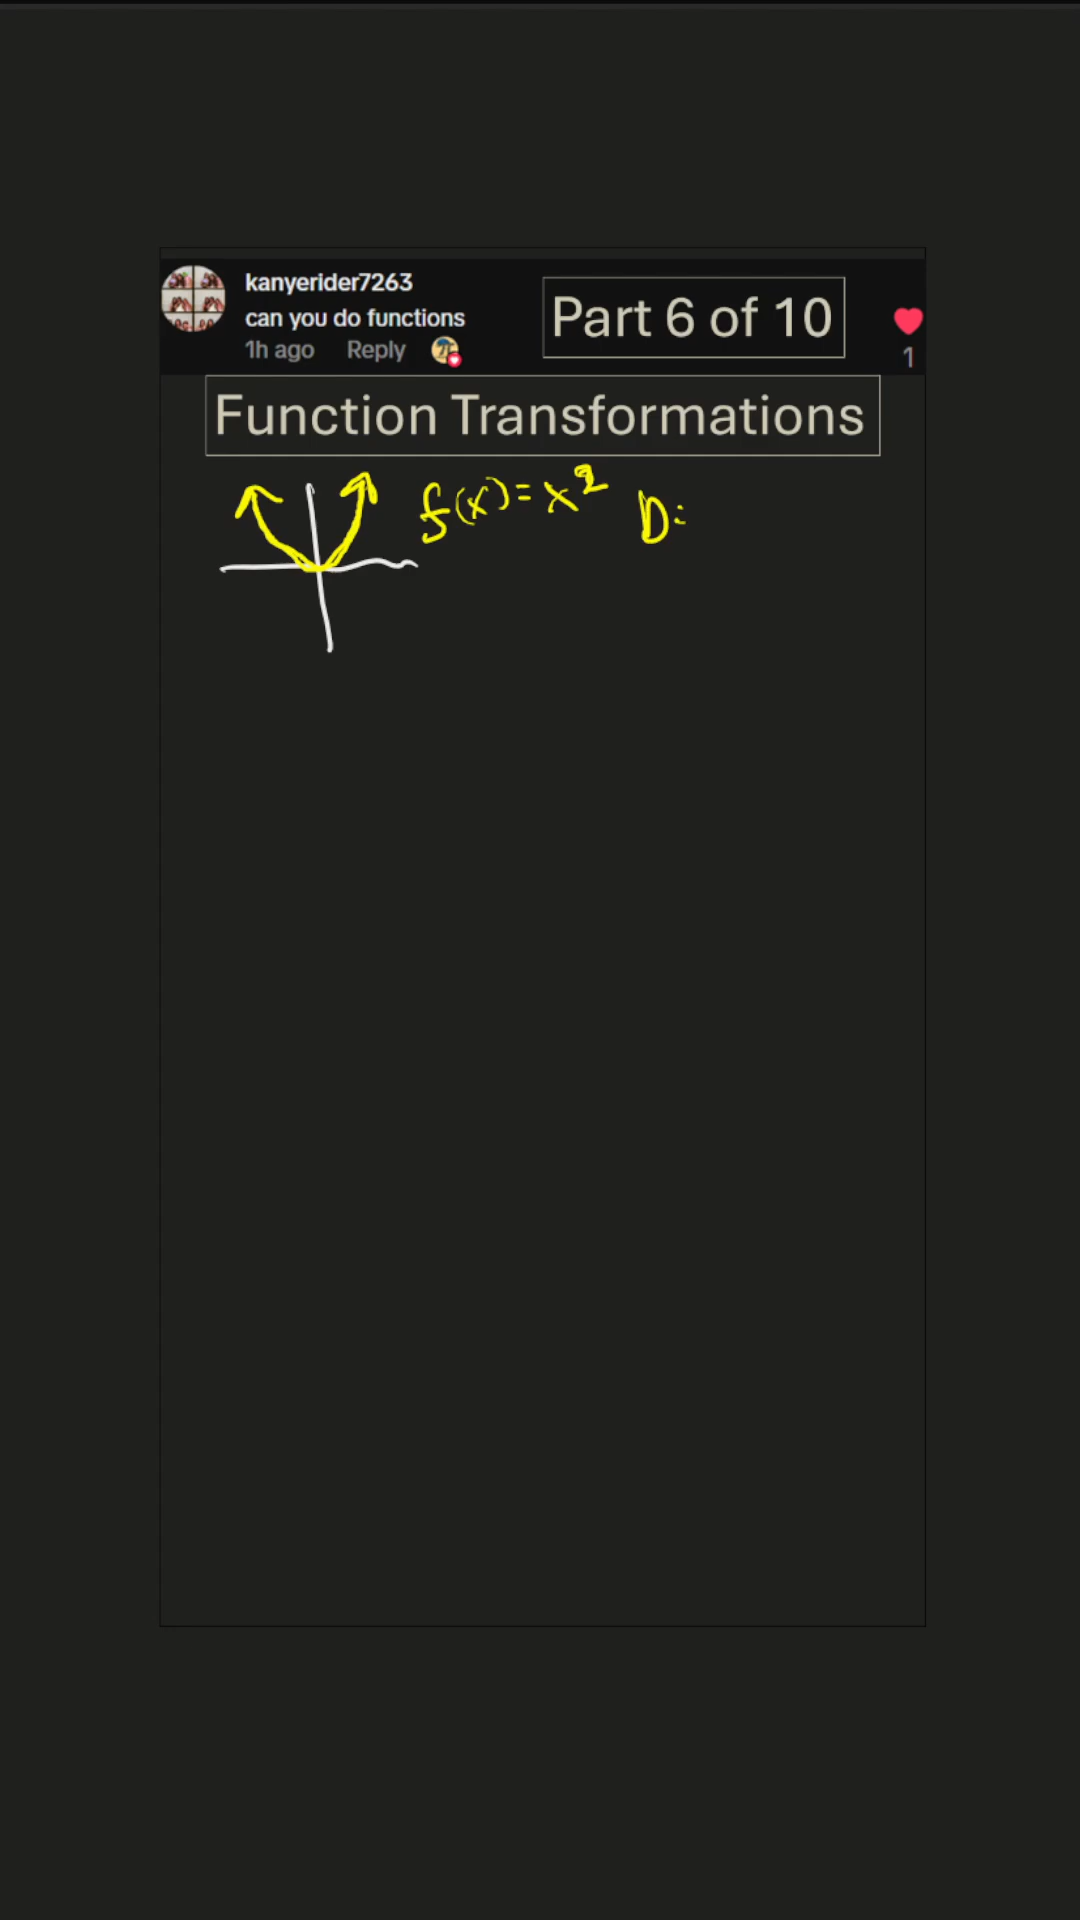 kanyerider7263
can you do functions
1h ago Reply
Part 6 of 10
1
Function Transformations
f(x)=x² D: